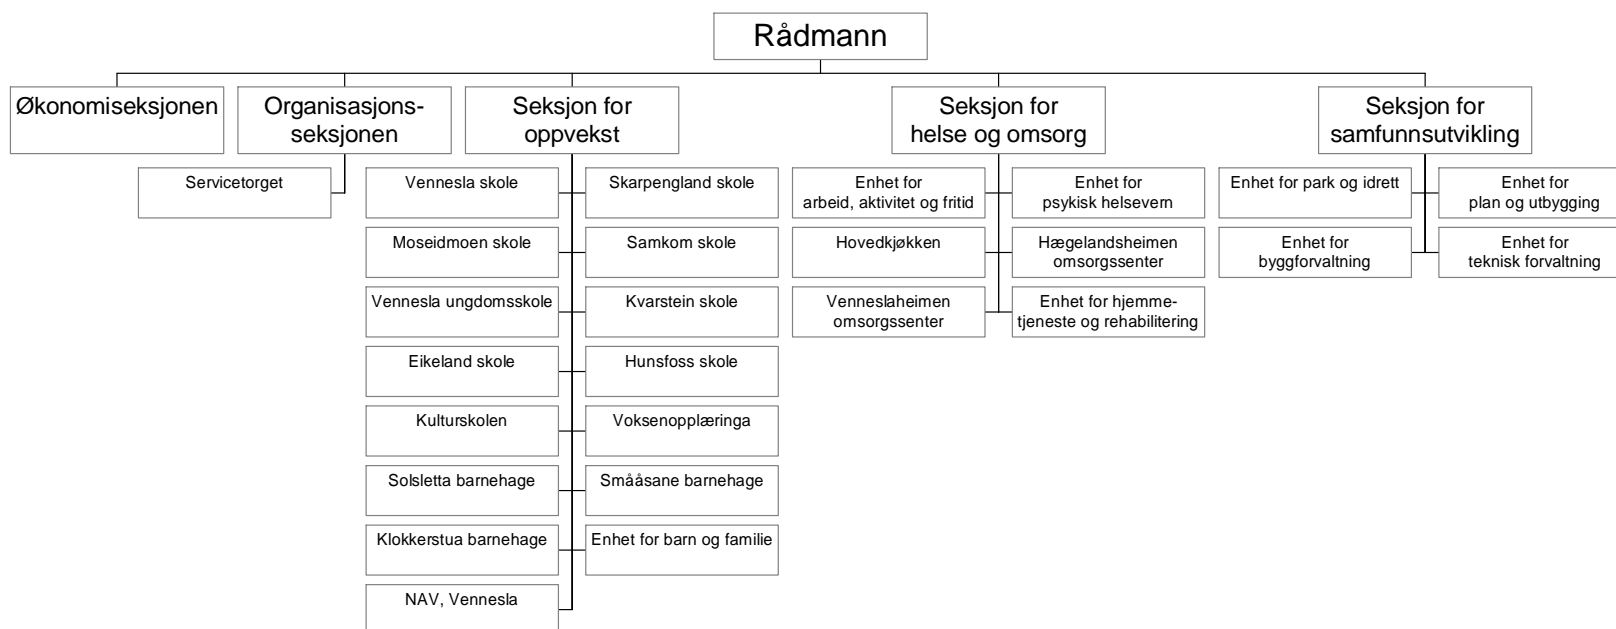 Rådmann
Økonomiseksjonen
Organisasjons-
seksjonen
Seksjon for
oppvekst
Seksjon for
helse og omsorg
Seksjon for
samfunnsutvikling
Servicetorget
Vennesla skole
Skarpengland skole
Moseidmoen skole
Samkom skole
Vennesla ungdomsskole
Kvarstein skole
Eikeland skole
Hunsfoss skole
Kulturskolen
Voksenopplæringa
Solsletta barnehage
Smååsane barnehage
Klokkerstua barnehage
Enhet for barn og familie
NAV, Vennesla
Enhet for
arbeid, aktivitet og fritid
Enhet for
psykisk helsevern
Hovedkjøkken
Hægelandsheimen
omsorgssenter
Venneslaheimen
omsorgssenter
Enhet for hjemme-
tjeneste og rehabilitering
Enhet for park og idrett
Enhet for
plan og utbygging
Enhet for
byggforvaltning
Enhet for
teknisk forvaltning